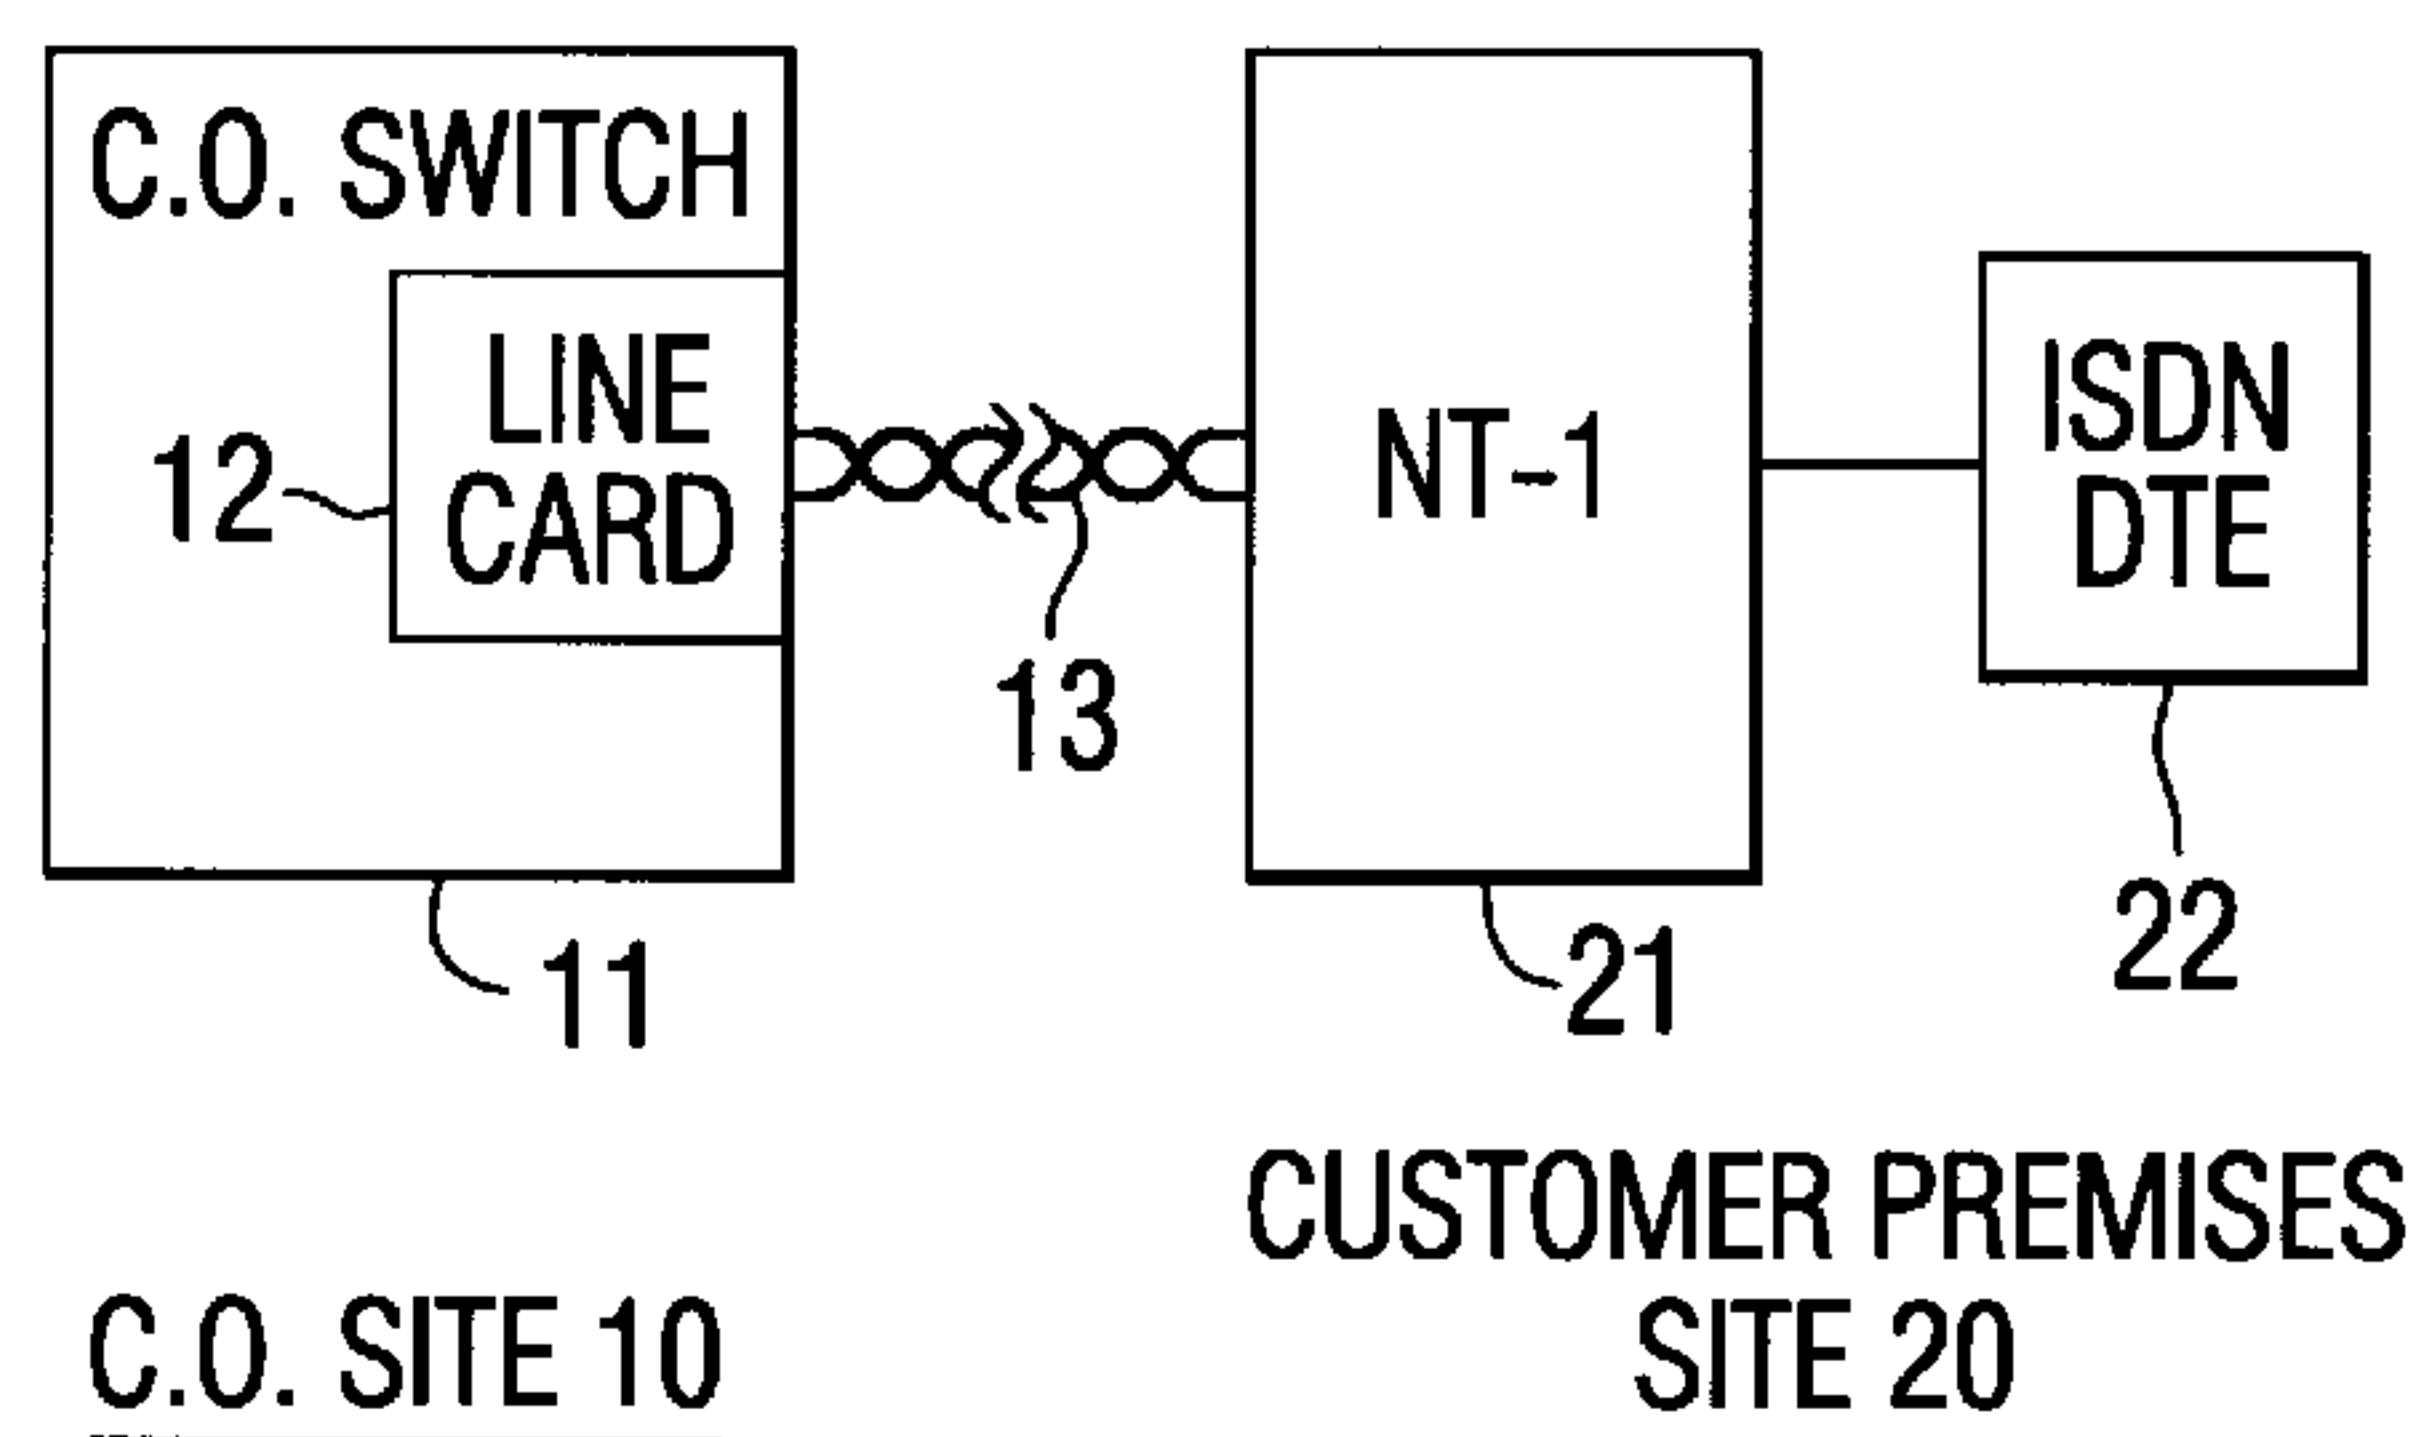 C.O. SWITCH
LINE
CARD
12
13
11
NT-1
21
ISDN
DTE
22
C.O. SITE 10
CUSTOMER PREMISES
SITE 20